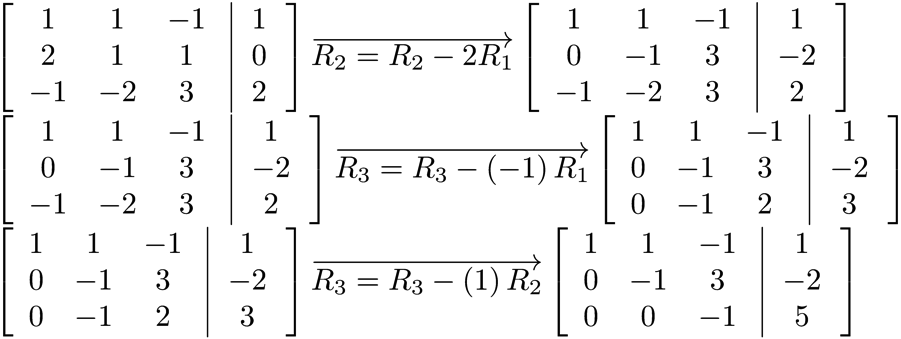 1 1 −1 | 1 1 1 −1 | 1
2 1 1 | 0 R₂ = R₂ − 2R₁ 0 −1 3 | −2
−1 −2 3 | 2 −1 −2 3 | 2
1 1 −1 | 1 1 1 −1 | 1
0 −1 3 | −2 R₃ = R₃ − (−1) R₁ 0 −1 3 | −2
−1 −2 3 | 2 0 −1 2 | 3
1 1 −1 | 1 1 1 −1 | 1
0 −1 3 | −2 R₃ = R₃ − (1) R₂ 0 −1 3 | −2
0 −1 2 | 3 0 0 −1 | 5